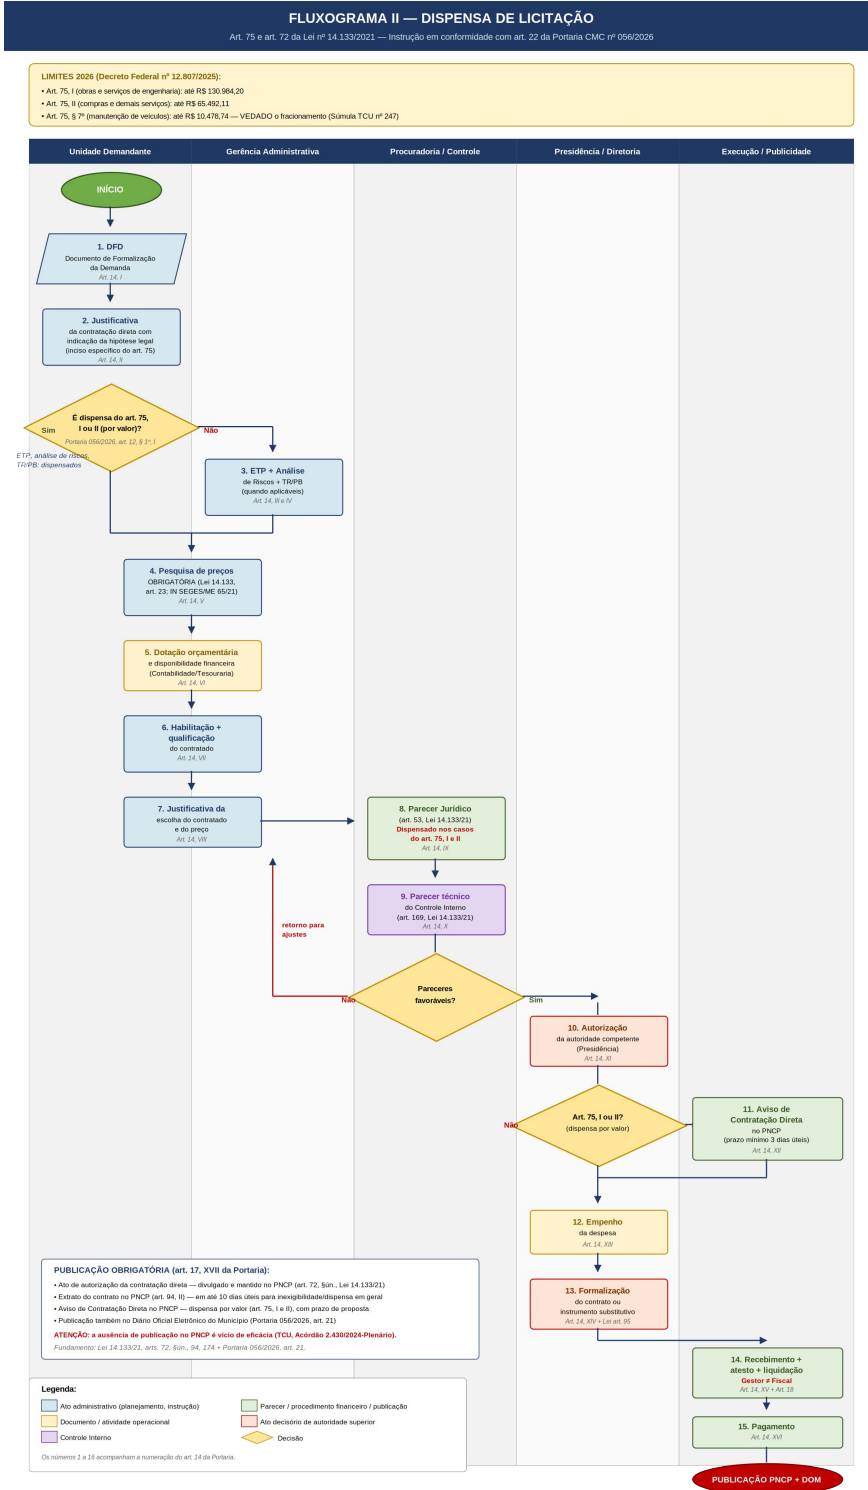 FLUXOGRAMA II — DISPENSA DE LICITAÇÃO
Art. 75 e art. 72 da Lei nº 14.133/2021 — Instrução em conformidade com art. 22 da Portaria CMC nº 056/2026
LIMITES 2026 (Decreto Federal nº 12.807/2025):
• Art. 75, I (obras e serviços de engenharia): até R$ 130.984,20
• Art. 75, II (compras e demais serviços): até R$ 65.492,11
• Art. 75, § 7º (manutenção de veículos): até R$ 10.478,74 — VEDADO o fracionamento (Súmula TCU nº 247)
Unidade Demandante
Gerência Administrativa
Procuradoria / Controle
Presidência / Diretoria
Execução / Publicidade
INÍCIO
1. DFD
Documento de Formalização
da Demanda
Art. 14, I
2. Justificativa
da contratação direta com
indicação da hipótese legal
(inciso específico do art. 75)
Art. 14, II
É dispensa do art. 75,
I ou II (por valor)?
Portaria 056/2026, art. 12, § 1º, I
Sim
Não
ETP, análise de riscos,
TR/PB: dispensados
3. ETP + Análise
de Riscos + TR/PB
(quando aplicáveis)
Art. 14, III e IV
4. Pesquisa de preços
OBRIGATÓRIA (Lei 14.133,
art. 23; IN SEGES/ME 65/21)
Art. 14, V
5. Dotação orçamentária
e disponibilidade financeira
(Contabilidade/Tesouraria)
Art. 14, VI
6. Habilitação +
qualificação
do contratado
Art. 14, VII
7. Justificativa da
escolha do contratado
e do preço
Art. 14, VIII
8. Parecer Jurídico
(art. 53, Lei 14.133/21)
Dispensado nos casos
do art. 75, I e II
Art. 14, IX
9. Parecer técnico
do Controle Interno
(art. 169, Lei 14.133/21)
Art. 14, X
retorno para
ajustes
Pareceres
favoráveis?
Não
Sim
10. Autorização
da autoridade competente
(Presidência)
Art. 14, XI
Art. 75, I ou II?
(dispensa por valor)
Não
11. Aviso de
Contratação Direta
no PNCP
(prazo mínimo 3 dias úteis)
Art. 14, XII
12. Empenho
da despesa
Art. 14, XIII
13. Formalização
do contrato ou
instrumento substitutivo
Art. 14, XIV + Lei art. 95
14. Recebimento +
atesto + liquidação
Gestor ≠ Fiscal
Art. 14, XV + Art. 18
15. Pagamento
Art. 14, XVI
PUBLICAÇÃO PNCP + DOM
PUBLICAÇÃO OBRIGATÓRIA (art. 17, XVII da Portaria):
• Ato de autorização da contratação direta — divulgado e mantido no PNCP (art. 72, §ún., Lei 14.133/21)
• Extrato do contrato no PNCP (art. 94, II) — em até 10 dias úteis para inexigibilidade/dispensa em geral
• Aviso de Contratação Direta no PNCP — dispensa por valor (art. 75, I e II), com prazo de proposta
• Publicação também no Diário Oficial Eletrônico do Município (Portaria 056/2026, art. 21)
ATENÇÃO: a ausência de publicação no PNCP é vício de eficácia (TCU, Acórdão 2.430/2024-Plenário).
Fundamento: Lei 14.133/21, arts. 72, §ún., 94, 174 + Portaria 056/2026, art. 21.
Legenda:
Ato administrativo (planejamento, instrução)
Parecer / procedimento financeiro / publicação
Documento / atividade operacional
Ato decisório de autoridade superior
Controle Interno
Decisão
Os números 1 a 16 acompanham a numeração do art. 14 da Portaria.